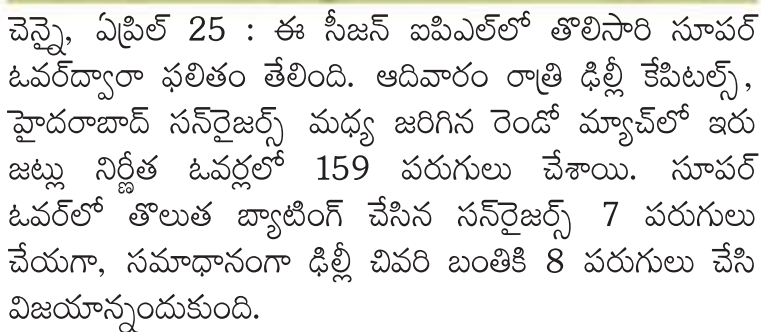 చెన్నై, ఏప్రిల్ 25 : ఈ సీజన్ ఐపిఎల్‌లో తొలిసారి సూపర్
ఓవర్‌ద్వారా ఫలితం తేలింది. ఆదివారం రాత్రి ఢిల్లీ కేపిటల్స్,
హైదరాబాద్ సన్‌రైజర్స్ మధ్య జరిగిన రెండో మ్యాచ్‌లో ఇరు
జట్లు నిర్ణీత ఓవర్లలో 159 పరుగులు చేశాయి. సూపర్
ఓవర్‌లో తొలుత బ్యాటింగ్ చేసిన సన్‌రైజర్స్ 7 పరుగులు
చేయగా, సమాధానంగా ఢిల్లీ చివరి బంతికి 8 పరుగులు చేసి
విజయాన్నందుకుంది.